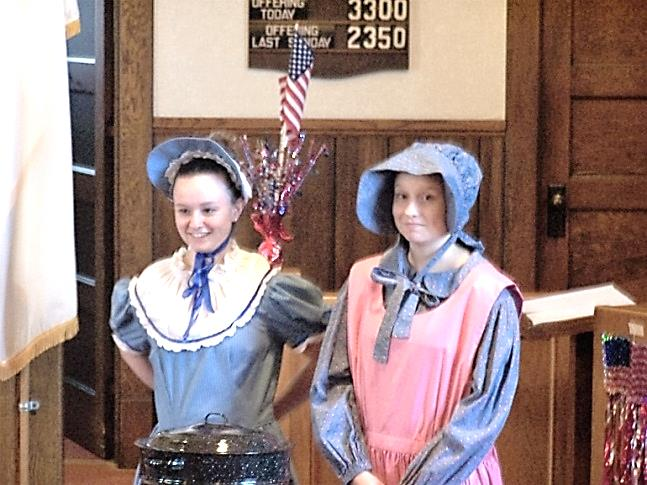 OFFERING
TODAY 3300
OFFERING
LAST SUNDAY 2350